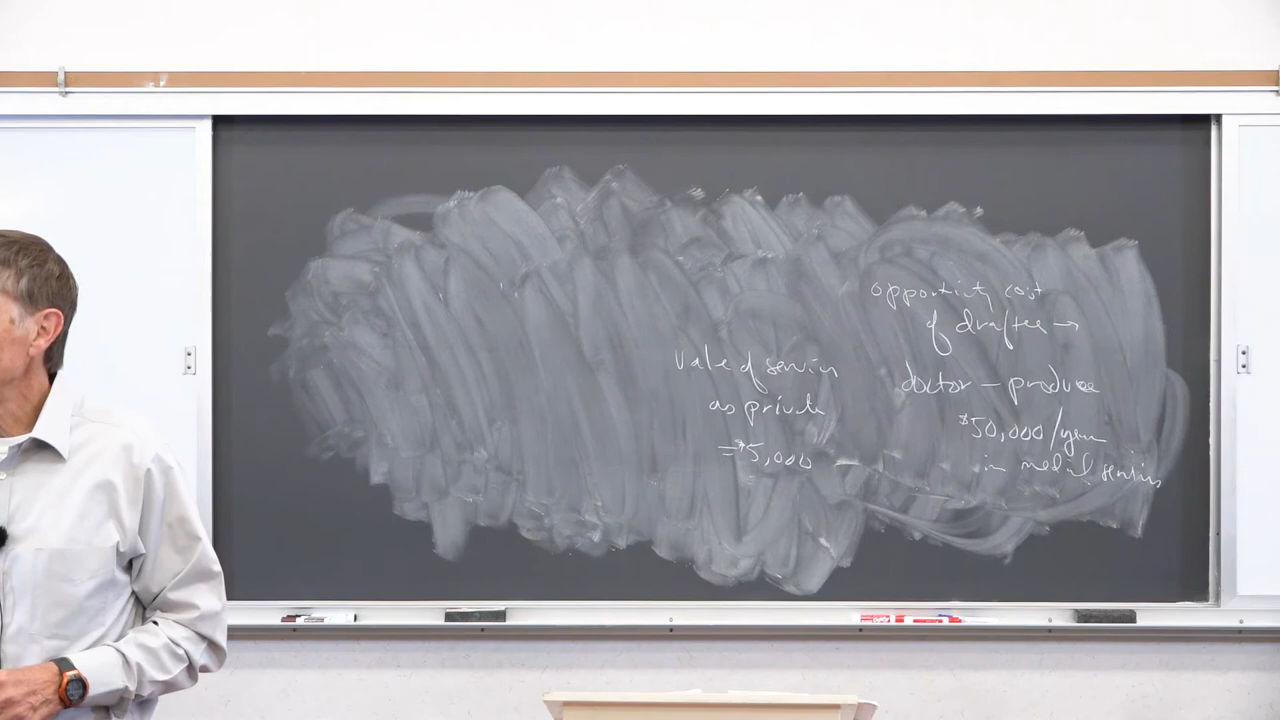 Value of service
as private
= $5,000
opportunity cost
of draftee →
doctor – produce
$50,000/year
in medical services